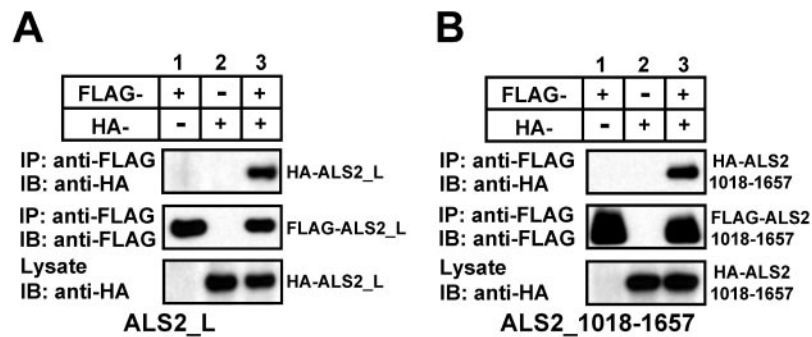 A
1 2 3
FLAG- + - +
HA- - + +
IP: anti-FLAG
IB: anti-HA
HA-ALS2_L
IP: anti-FLAG
IB: anti-FLAG
FLAG-ALS2_L
Lysate
IB: anti-HA
HA-ALS2_L
ALS2_L
B
1 2 3
FLAG- + - +
HA- - + +
IP: anti-FLAG
IB: anti-HA
HA-ALS2
1018-1657
IP: anti-FLAG
IB: anti-FLAG
FLAG-ALS2
1018-1657
Lysate
IB: anti-HA
HA-ALS2
1018-1657
ALS2_1018-1657